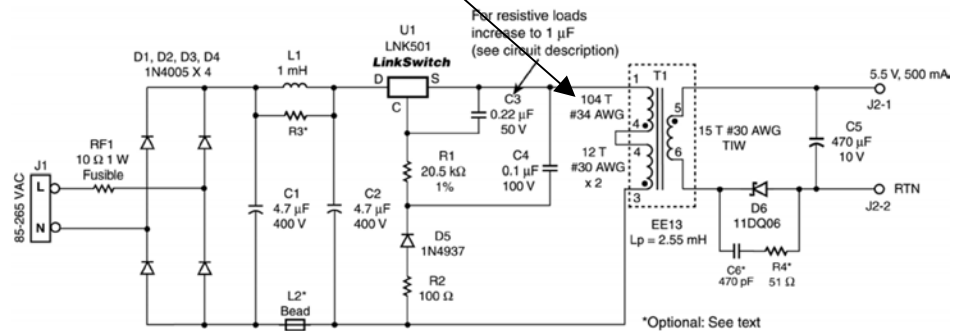 For resistive loads
increase to 1 µF
(see circuit description)
U1
LNK501
LinkSwitch
D S
C
D1, D2, D3, D4
1N4005 X 4
L1
1 mH
R3*
RF1
10 Ω 1 W
Fusible
J1
L
N
85-265 VAC
C1
4.7 µF
400 V
C2
4.7 µF
400 V
L2*
Bead
C3
0.22 µF
50 V
R1
20.5 kΩ
1%
C4
0.1 µF
100 V
D5
1N4937
R2
100 Ω
1 T1
104 T
#34 AWG
4
12 T
#30 AWG
x 2
4
3
5
6
15 T #30 AWG
TIW
EE13
Lp = 2.55 mH
5.5 V, 500 mA
J2-1
C5
470 µF
10 V
RTN
J2-2
D6
11DQ06
C6*
470 pF
R4*
51 Ω
*Optional: See text